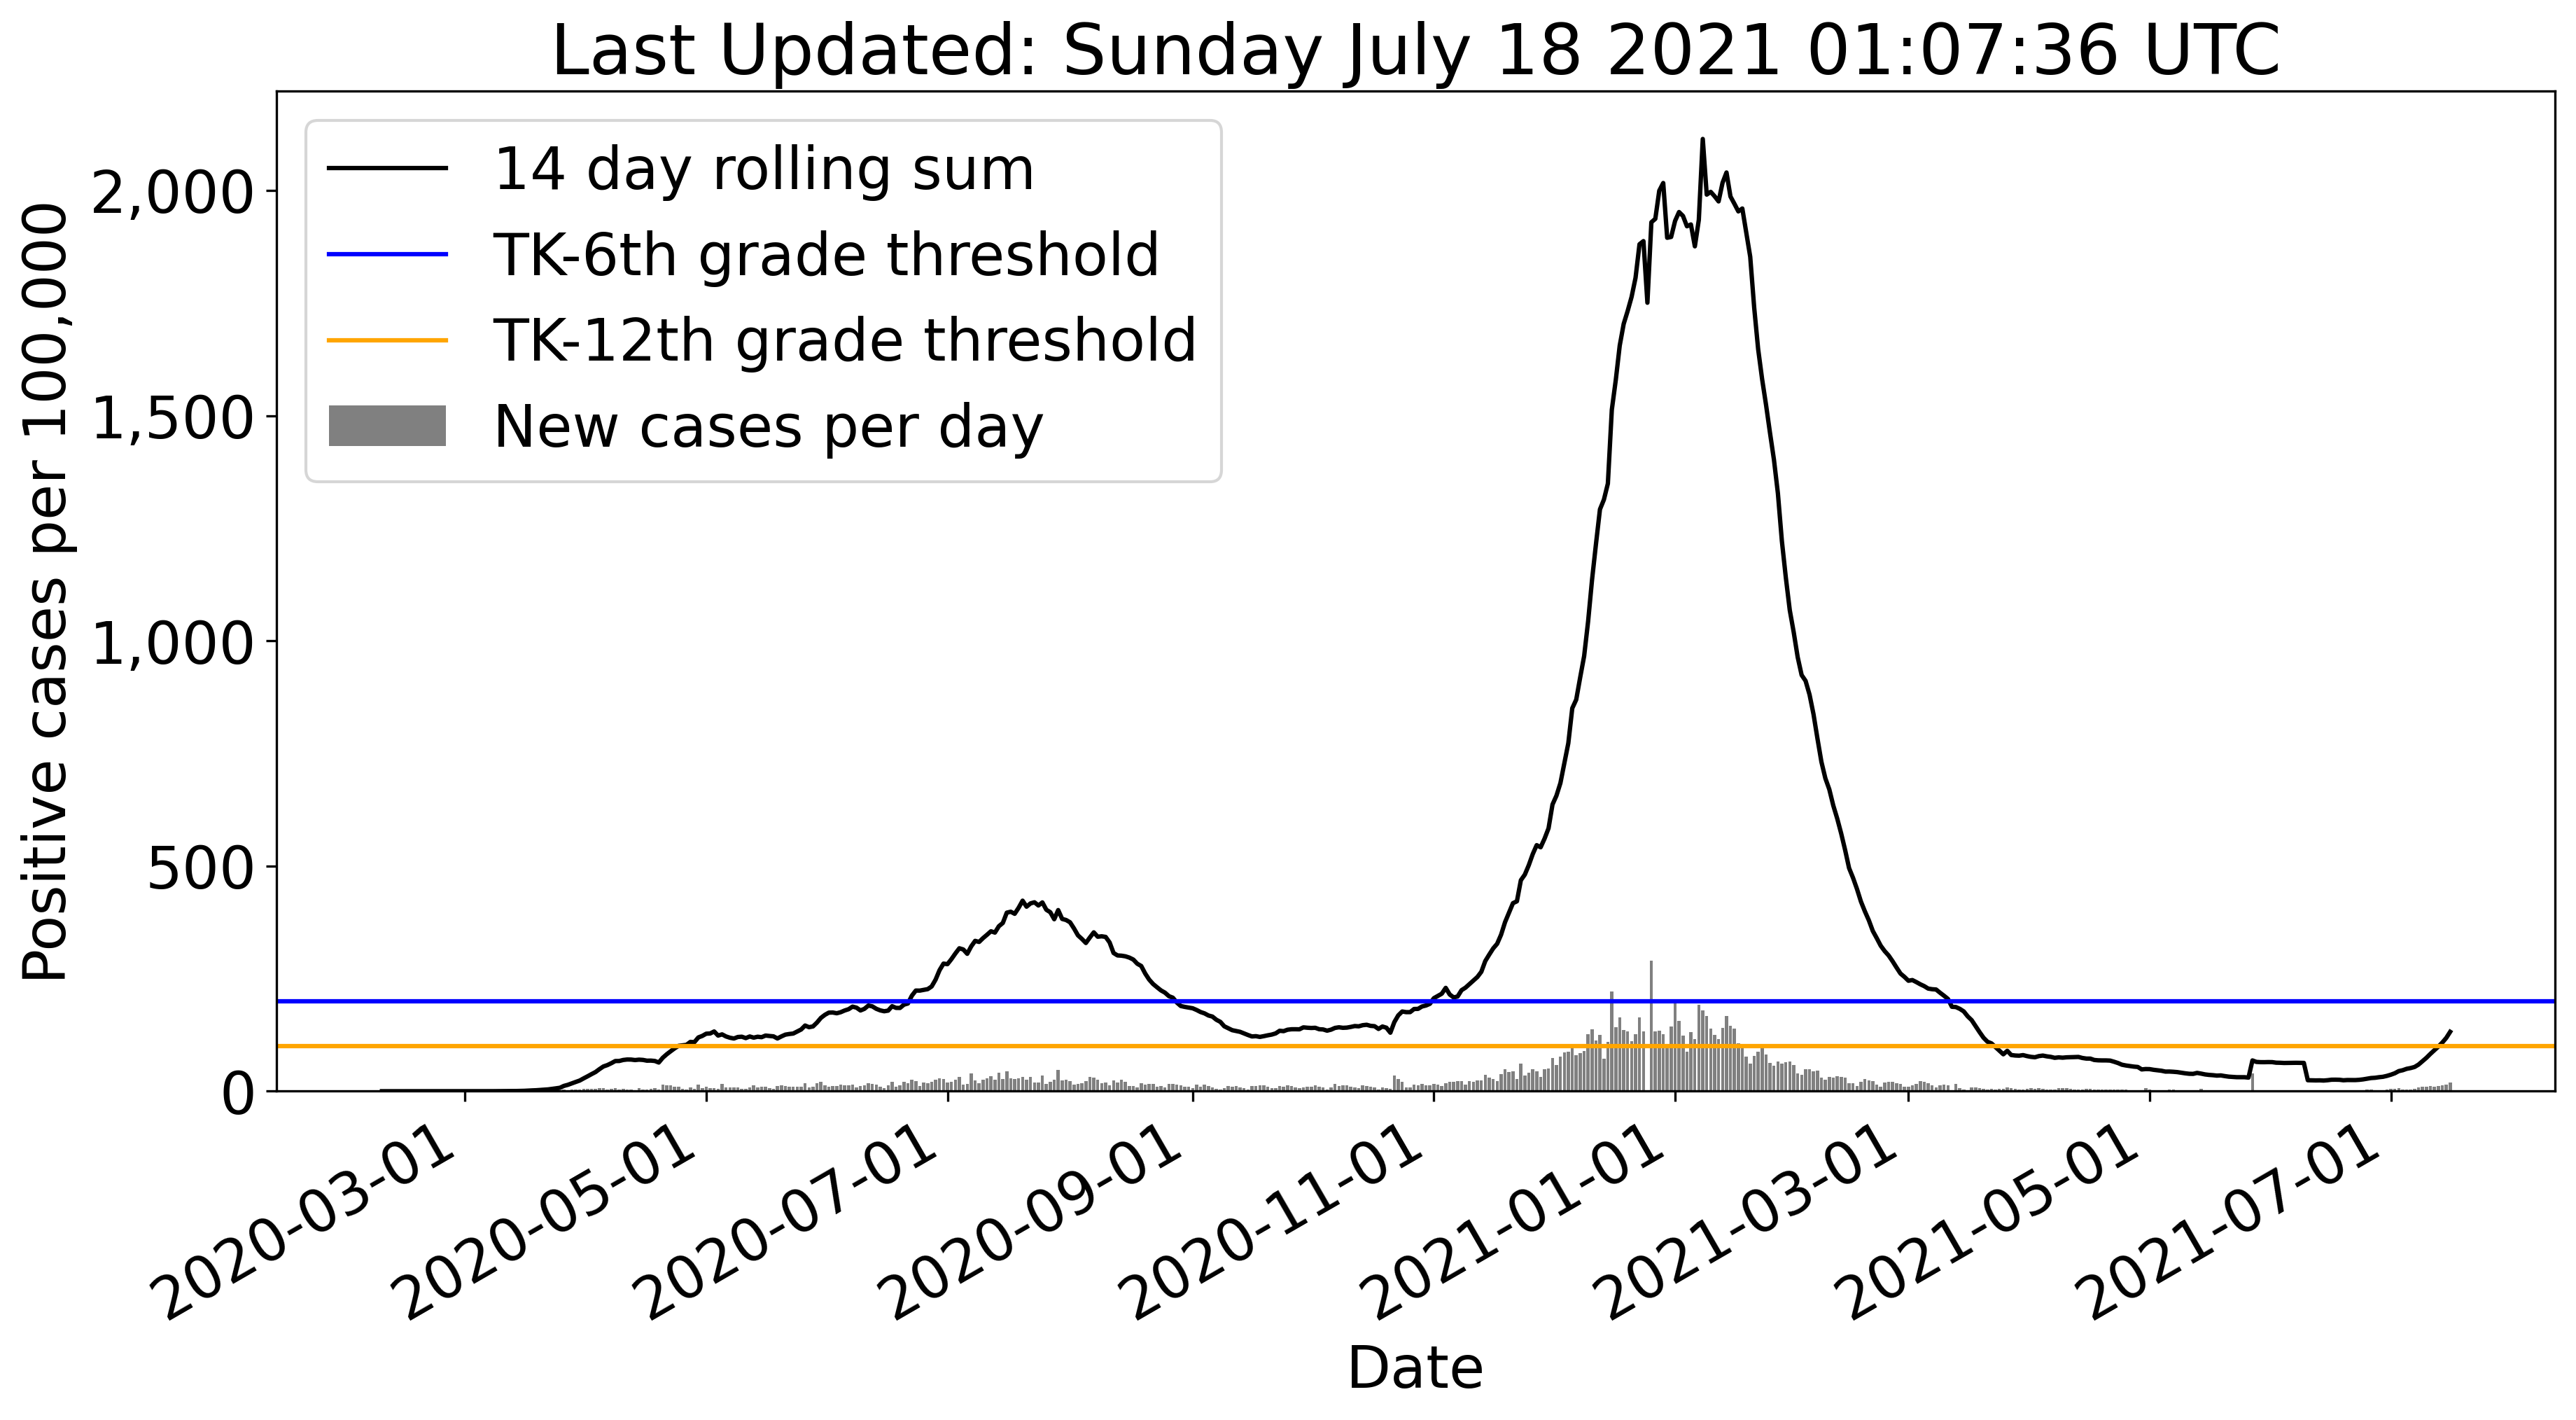 Last Updated: Sunday July 18 2021 01:07:36 UTC
14 day rolling sum
TK-6th grade threshold
TK-12th grade threshold
New cases per day
Positive cases per 100,000
2,000
1,500
1,000
500
0
2020-03-01
2020-05-01
2020-07-01
2020-09-01
2020-11-01
2021-01-01
2021-03-01
2021-05-01
2021-07-01
Date